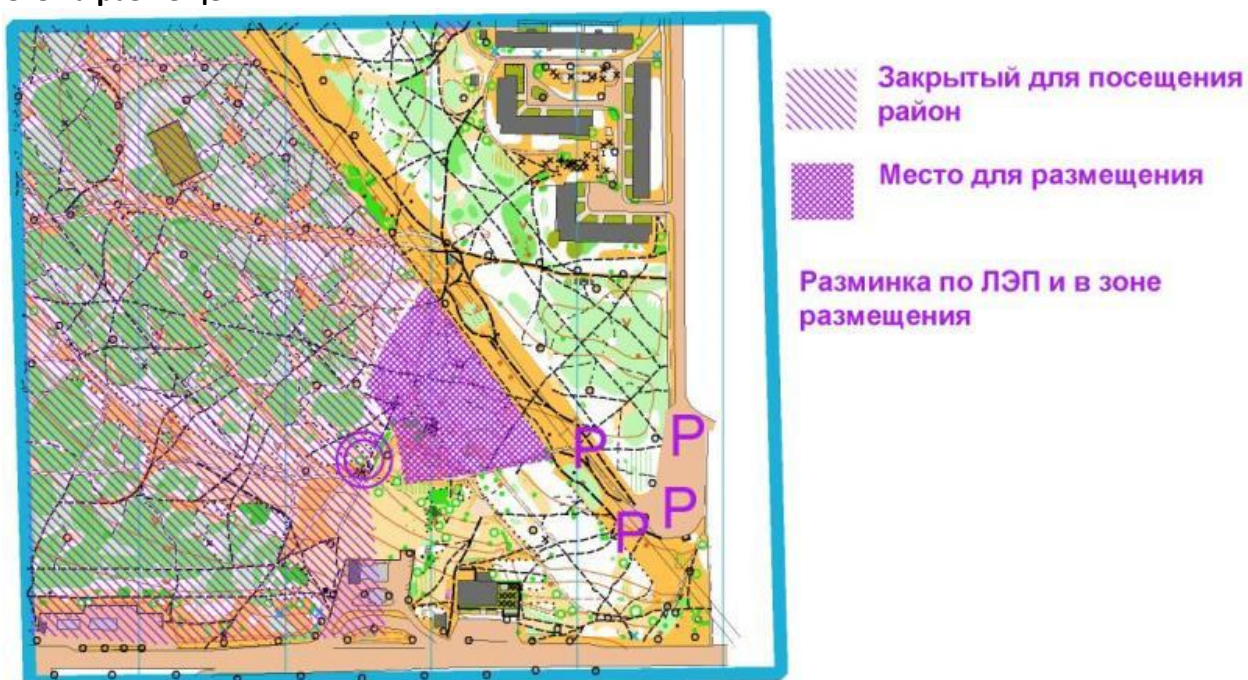 Закрытый для посещения
район
Место для размещения
Разминка по ЛЭП и в зоне
размещения
P
P
P
P